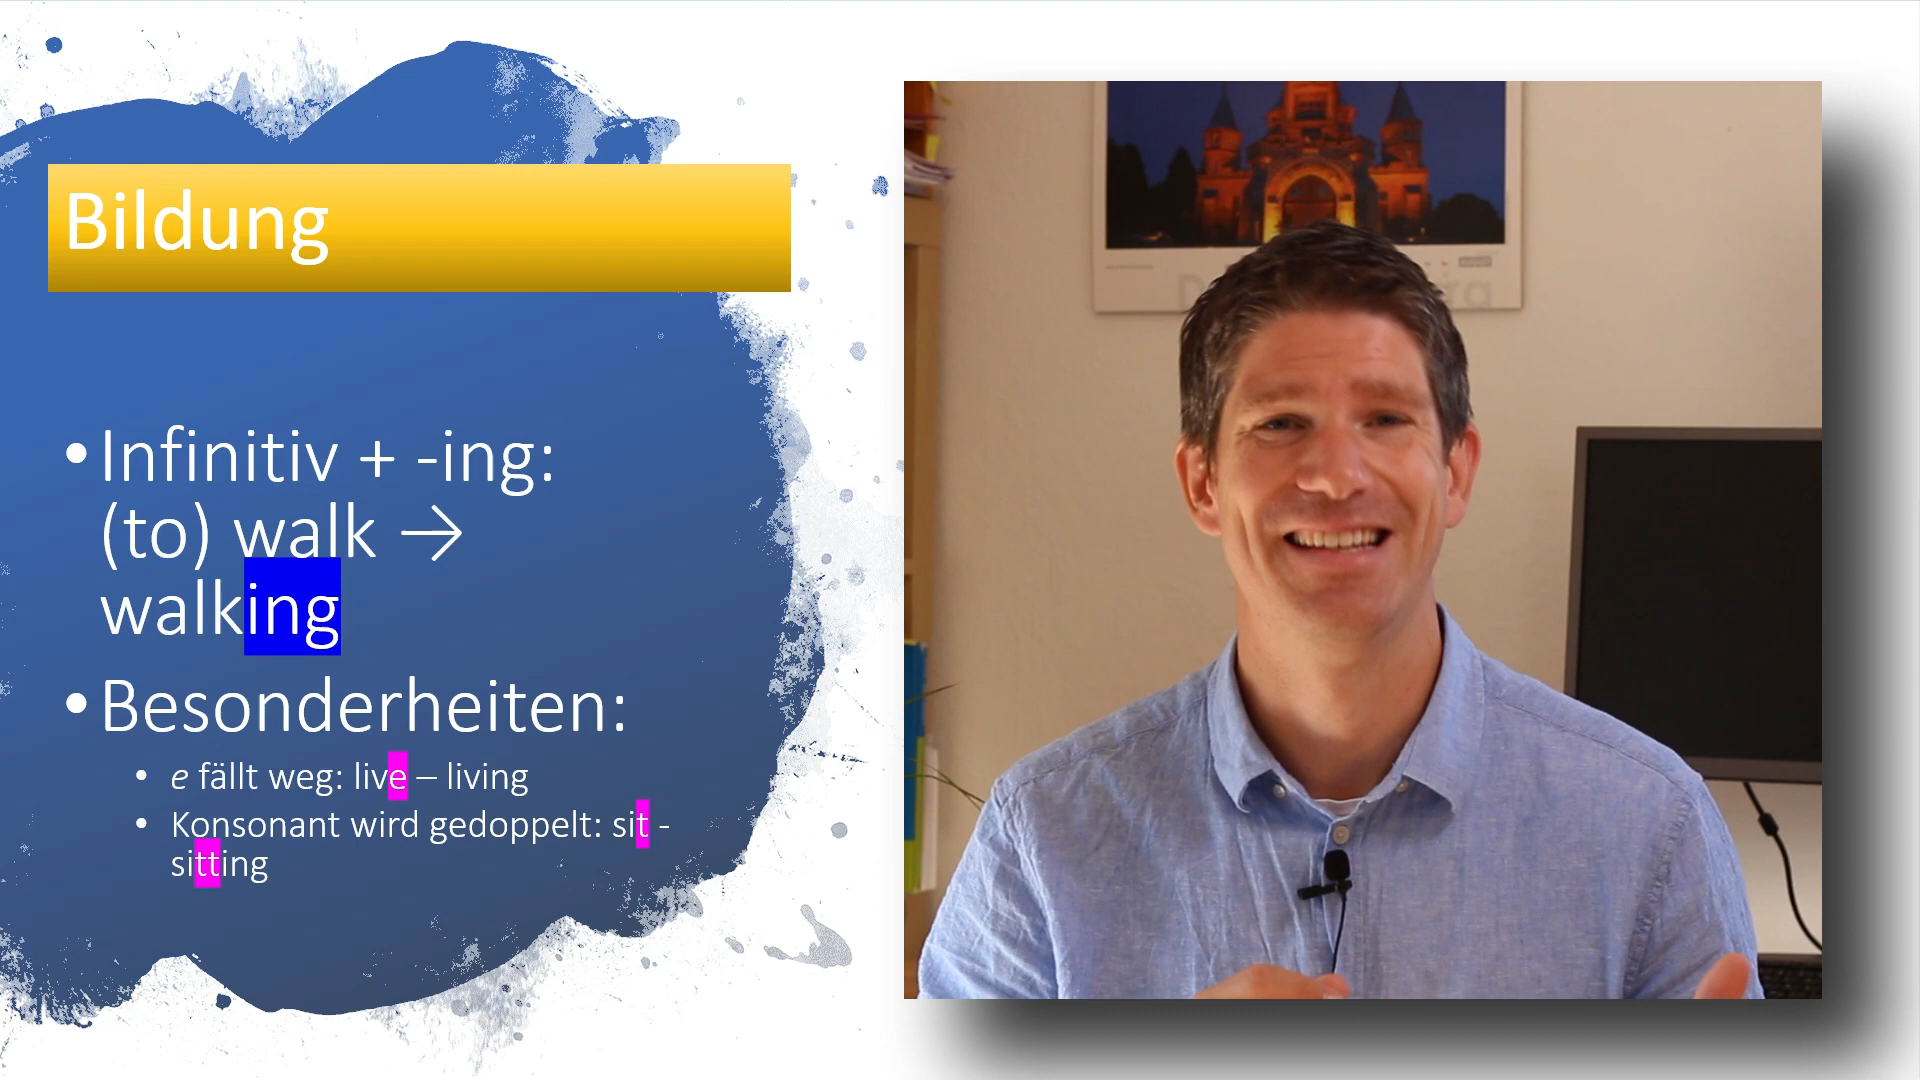 Bildung
• Infinitiv + -ing:
(to) walk →
walking
• Besonderheiten:
• e fällt weg: live – living
• Konsonant wird gedoppelt: sit -
sitting